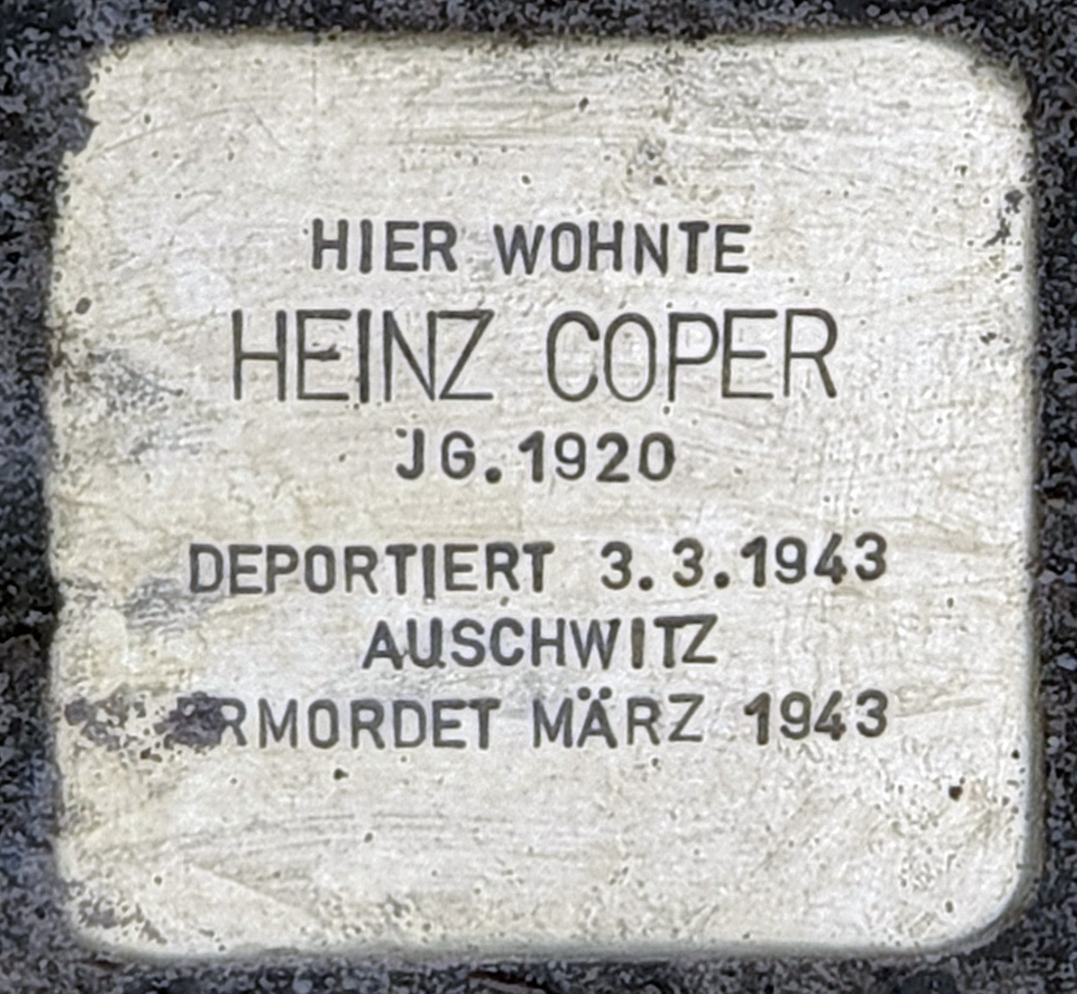 HIER WOHNTE
HEINZ COPER
JG. 1920
DEPORTIERT 3.3.1943
AUSCHWITZ
ERMORDET MÄRZ 1943